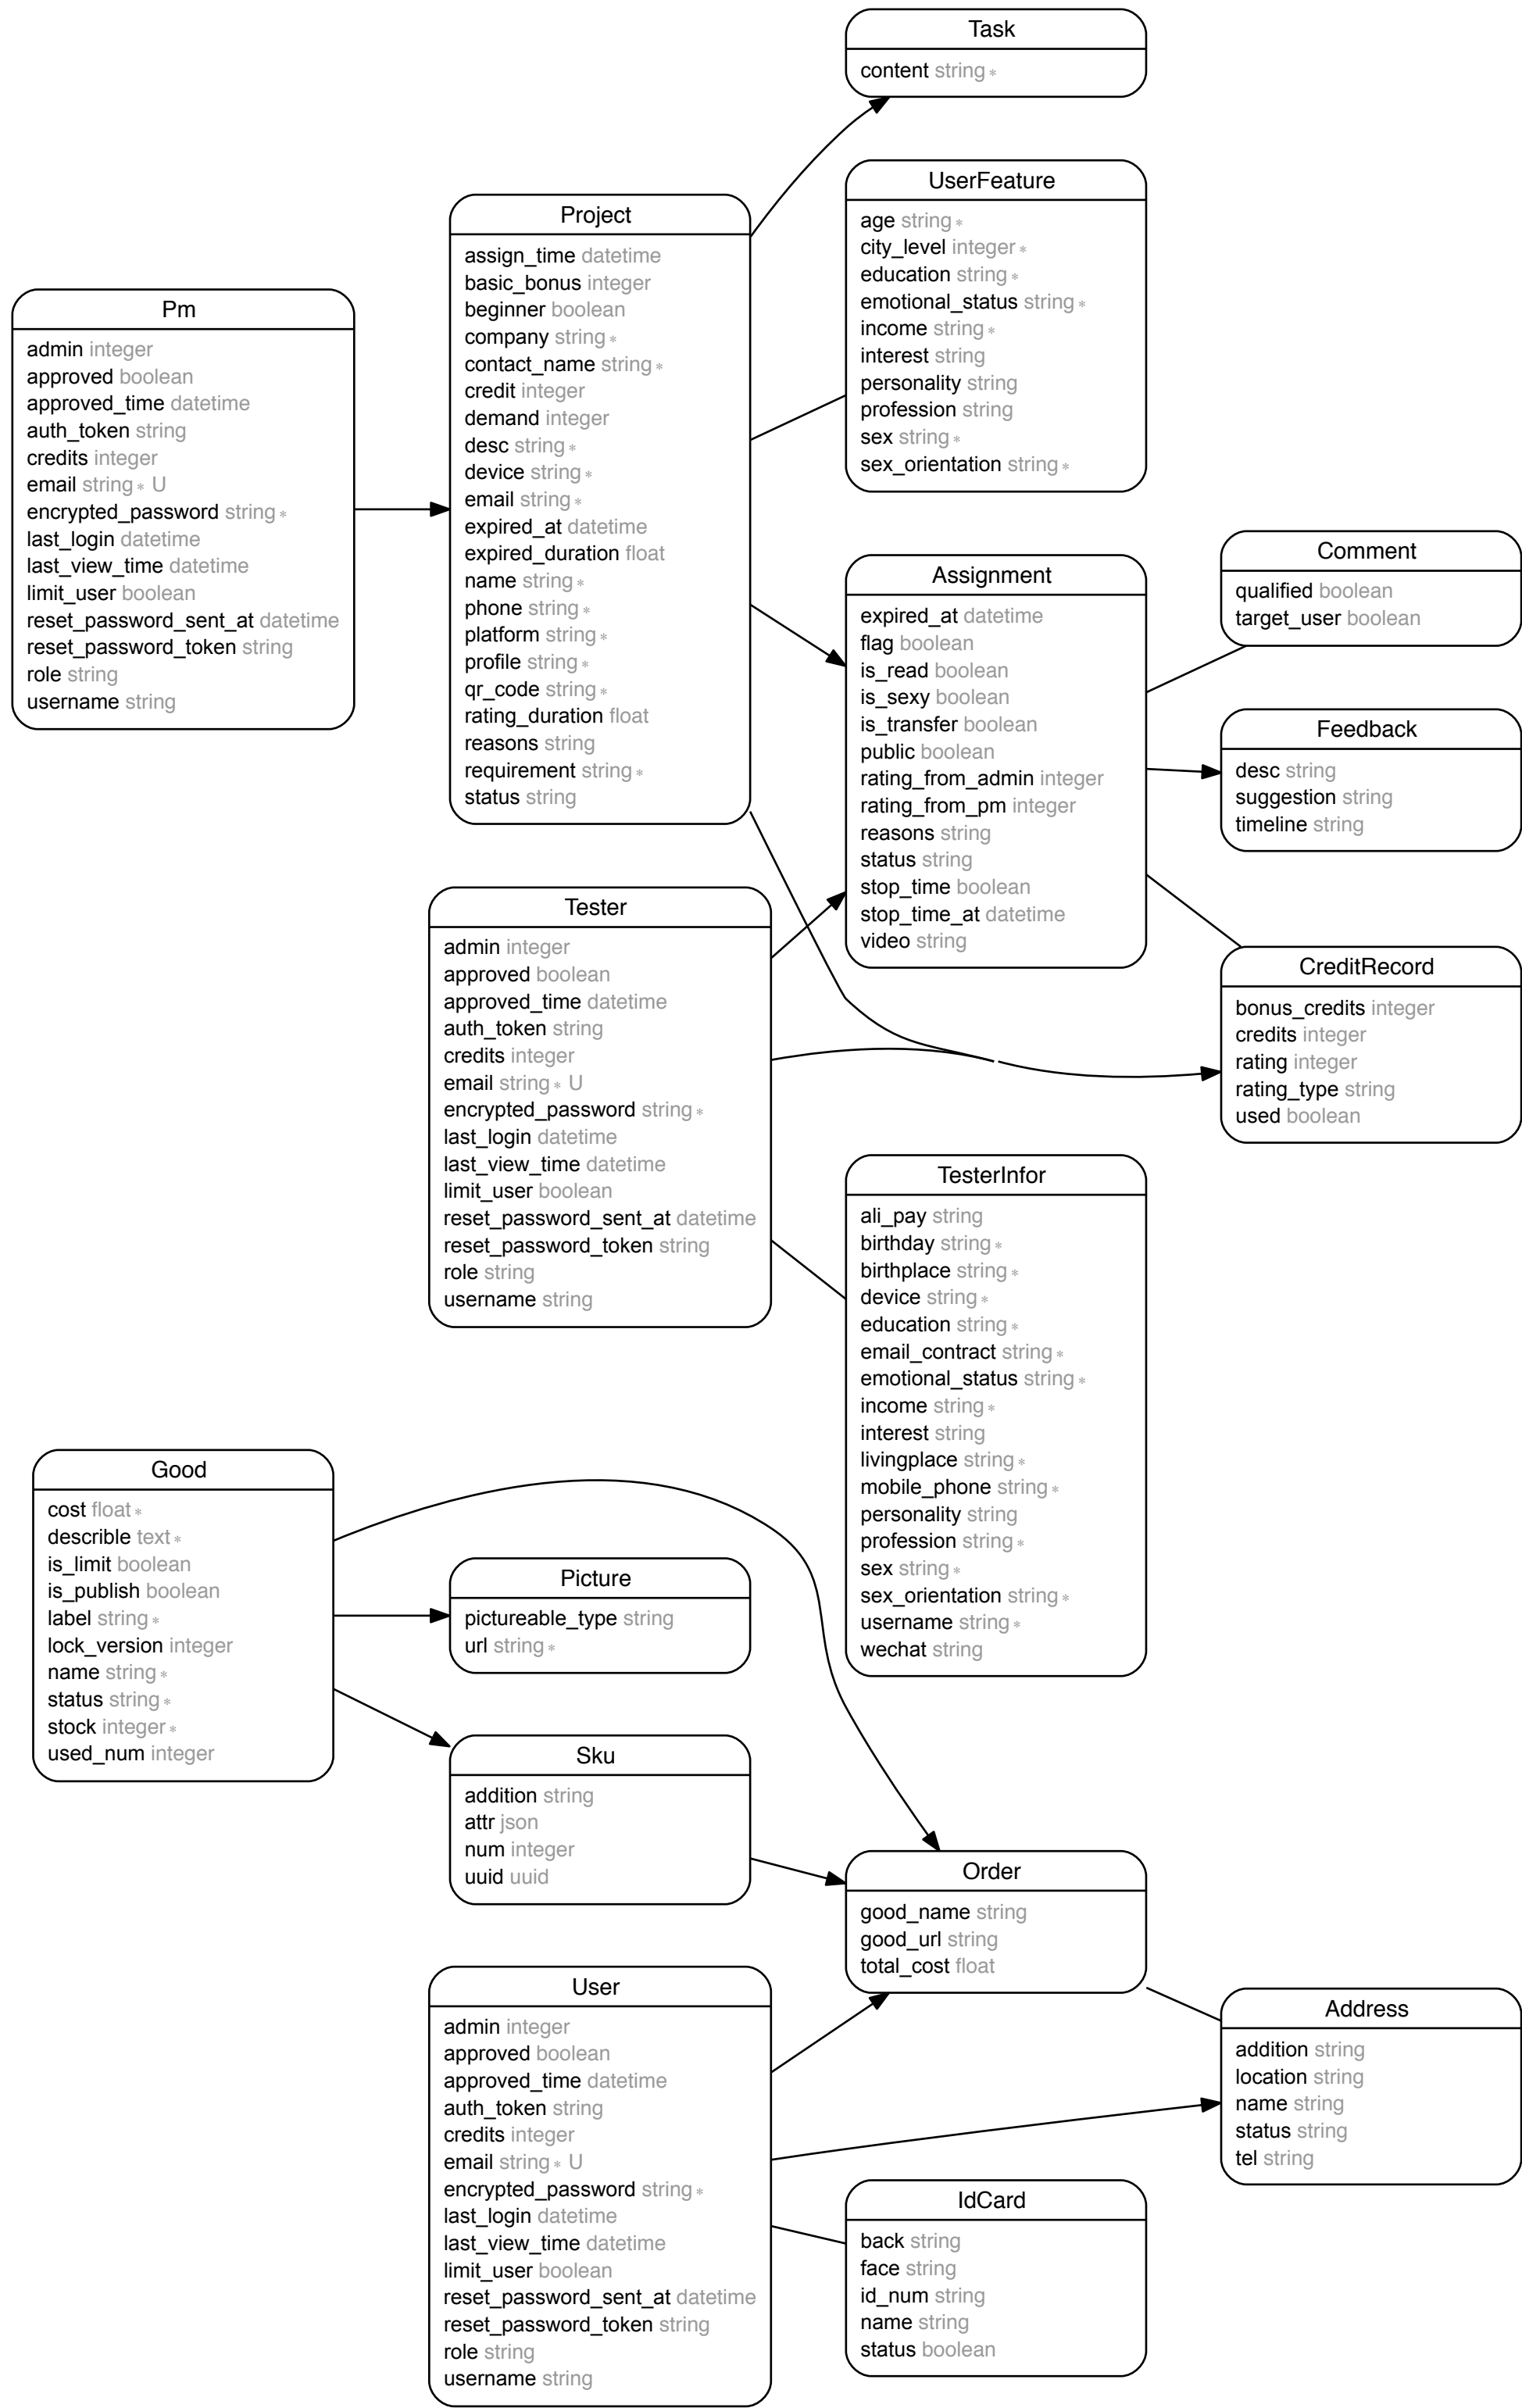 Task
content string *
UserFeature
age string *
city_level integer *
education string *
emotional_status string *
income string *
interest string
personality string
profession string
sex string *
sex_orientation string *
Project
assign_time datetime
basic_bonus integer
beginner boolean
company string *
contact_name string *
credit integer
demand integer
desc string *
device string *
email string *
expired_at datetime
expired_duration float
name string *
phone string *
platform string *
profile string *
qr_code string *
rating_duration float
reasons string
requirement string *
status string
Pm
admin integer
approved boolean
approved_time datetime
auth_token string
credits integer
email string * U
encrypted_password string *
last_login datetime
last_view_time datetime
limit_user boolean
reset_password_sent_at datetime
reset_password_token string
role string
username string
Assignment
expired_at datetime
flag boolean
is_read boolean
is_sexy boolean
is_transfer boolean
public boolean
rating_from_admin integer
rating_from_pm integer
reasons string
status string
stop_time boolean
stop_time_at datetime
video string
Comment
qualified boolean
target_user boolean
Feedback
desc string
suggestion string
timeline string
CreditRecord
bonus_credits integer
credits integer
rating integer
rating_type string
used boolean
Tester
admin integer
approved boolean
approved_time datetime
auth_token string
credits integer
email string * U
encrypted_password string *
last_login datetime
last_view_time datetime
limit_user boolean
reset_password_sent_at datetime
reset_password_token string
role string
username string
TesterInfor
ali_pay string
birthday string *
birthplace string *
device string *
education string *
email_contract string *
emotional_status string *
income string *
interest string
livingplace string *
mobile_phone string *
personality string
profession string *
sex string *
sex_orientation string *
username string *
wechat string
Good
cost float *
describle text *
is_limit boolean
is_publish boolean
label string *
lock_version integer
name string *
status string *
stock integer *
used_num integer
Picture
pictureable_type string
url string *
Sku
addition string
attr json
num integer
uuid uuid
Order
good_name string
good_url string
total_cost float
User
admin integer
approved boolean
approved_time datetime
auth_token string
credits integer
email string * U
encrypted_password string *
last_login datetime
last_view_time datetime
limit_user boolean
reset_password_sent_at datetime
reset_password_token string
role string
username string
Address
addition string
location string
name string
status string
tel string
IdCard
back string
face string
id_num string
name string
status boolean